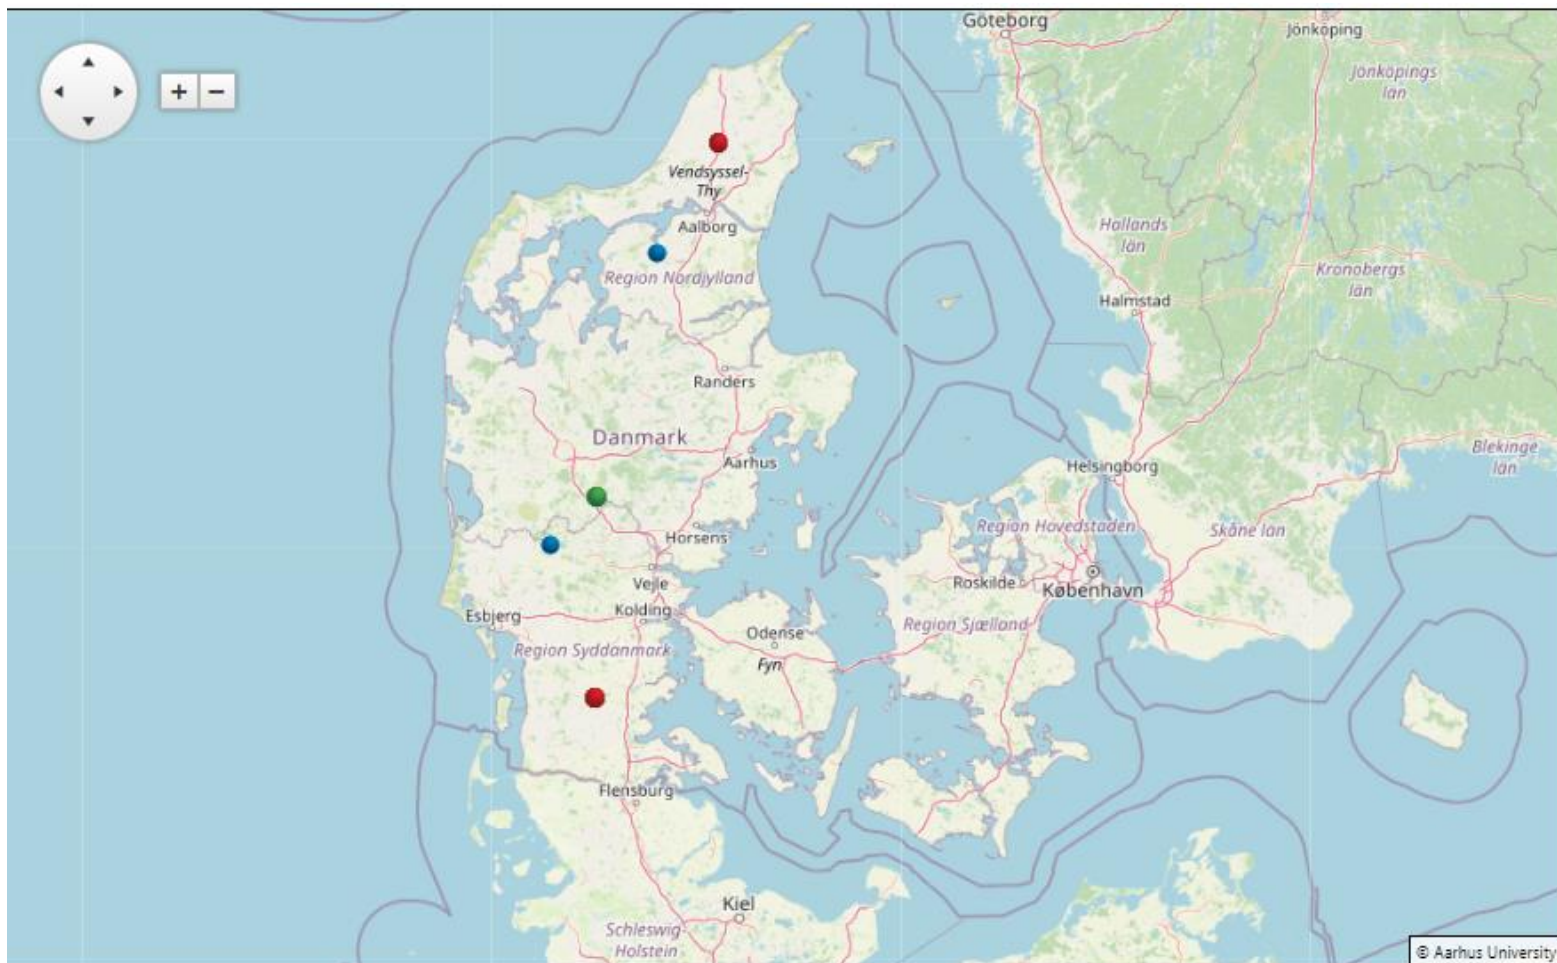 Göteborg
Jönköping
Jönköpings
län
+ −
Vendsyssel-
Thy
Aalborg
Hallands
län
Region Nordjylland
Kronobergs
län
Halmstad
Randers
Danmark
Aarhus
Helsingborg
Blekinge
län
Region Hovedstaden
Skåne län
Horsens
Vejle
Roskilde
København
Esbjerg
Kolding
Region Sjælland
Odense
Region Syddanmark
Fyn
Flensburg
Kiel
Schleswig-
Holstein
© Aarhus University